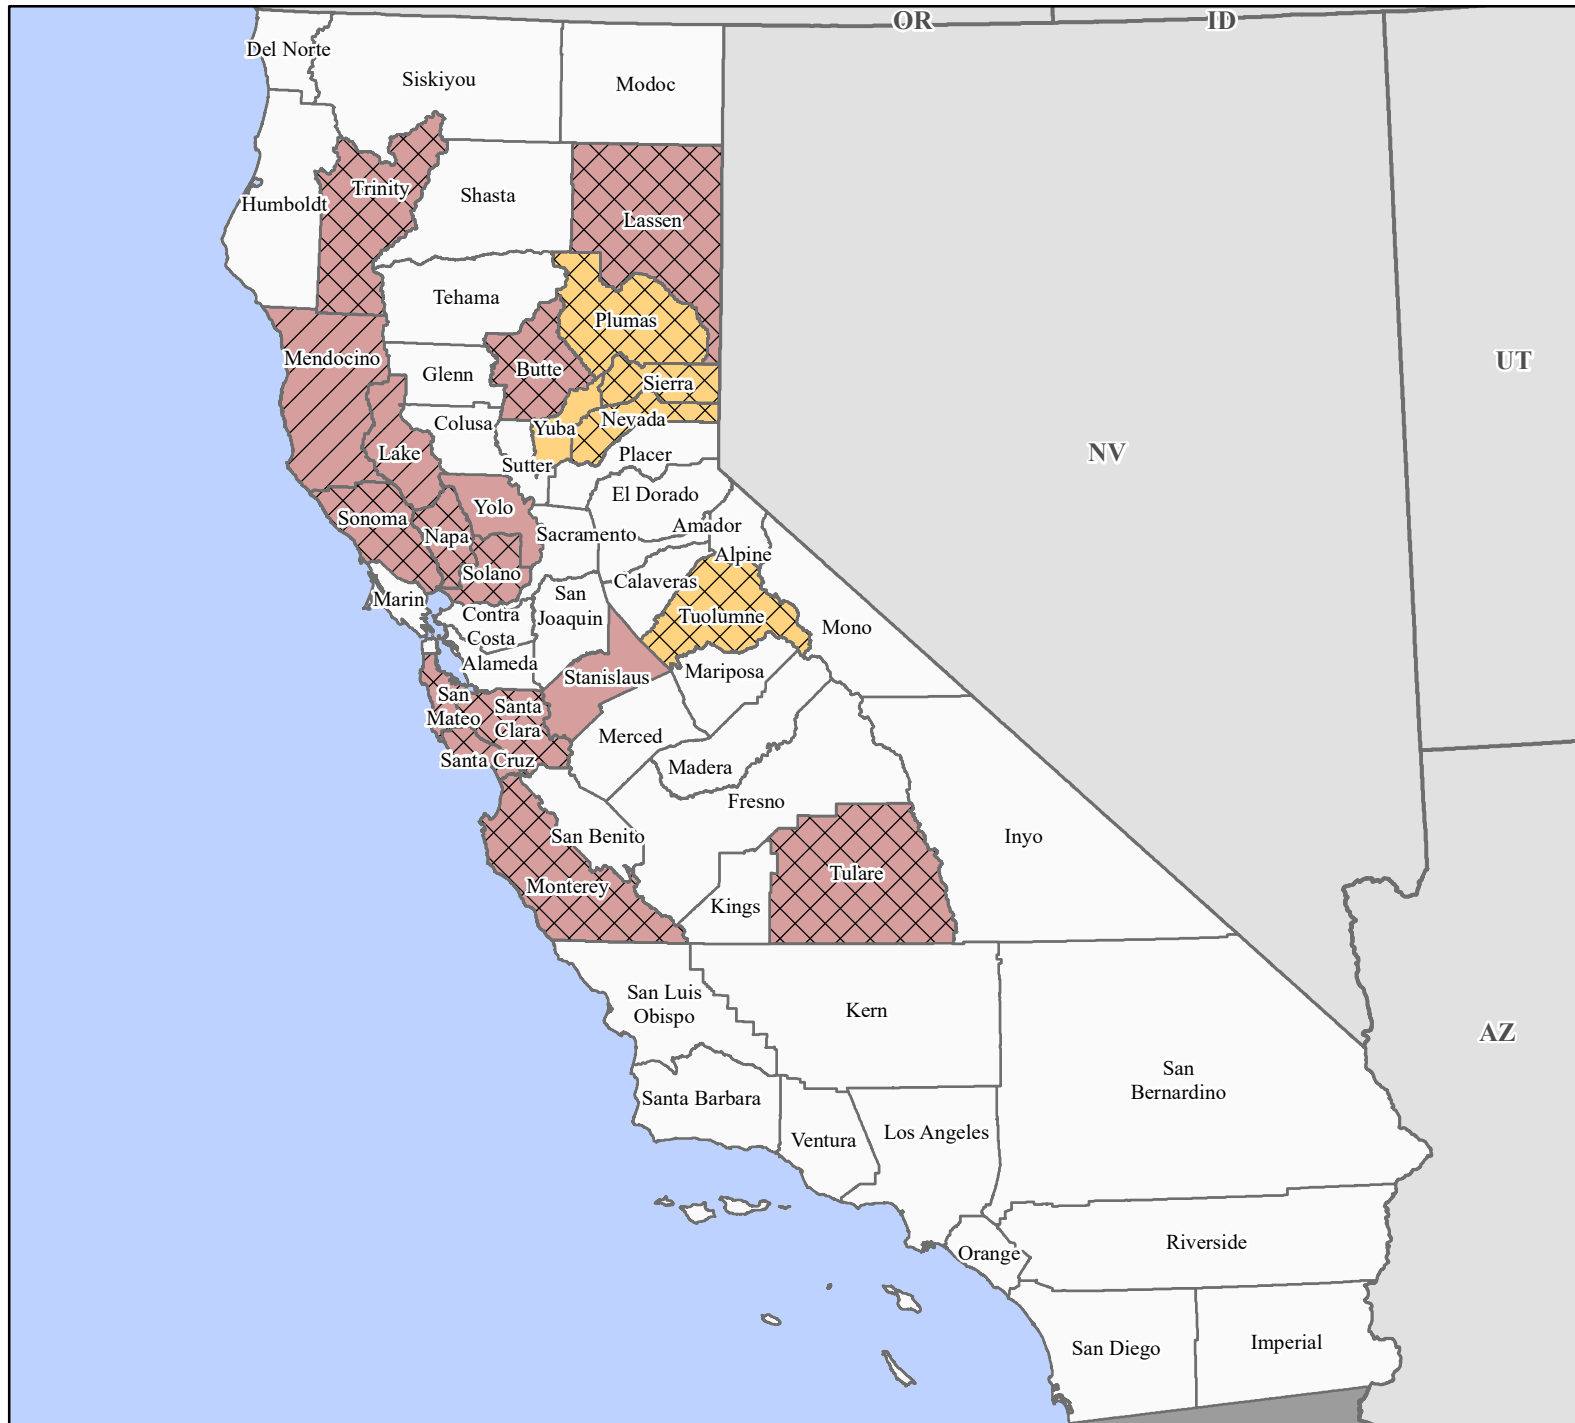 OR
ID
Del Norte
Siskiyou
Modoc
Trinity
Shasta
Humboldt
Lassen
Tehama
Plumas
Mendocino
Glenn
Butte
Sierra
UT
Colusa
Yuba
Nevada
Lake
Sutter
Placer
NV
El Dorado
Yolo
Sonoma
Napa
Sacramento
Amador
Alpine
Solano
Calaveras
Marin
San
Joaquin
Contra
Costa
Tuolumne
Mono
Alameda
Stanislaus
Mariposa
San
Mateo
Santa
Clara
Merced
Santa Cruz
Madera
Fresno
San Benito
Inyo
Monterey
Tulare
Kings
San Luis
Obispo
Kern
AZ
San
Bernardino
Santa Barbara
Ventura
Los Angeles
Orange
Riverside
San Diego
Imperial